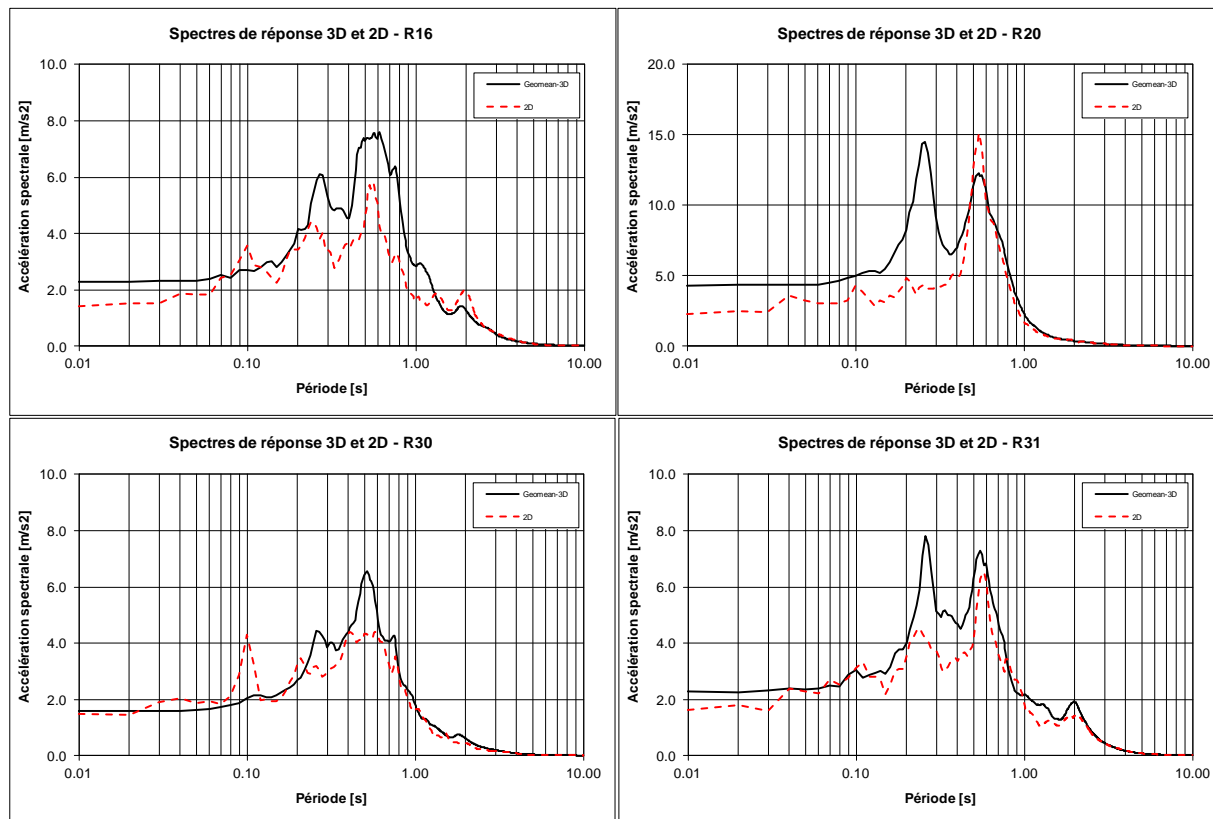 Spectres de réponse 3D et 2D - R16
Accélération spectrale [m/s2]
10.0
8.0
6.0
4.0
2.0
0.0
0.01
0.10
1.00
10.00
Période [s]
Geomean-3D
2D
Spectres de réponse 3D et 2D - R20
Accélération spectrale [m/s2]
20.0
15.0
10.0
5.0
0.0
0.01
0.10
1.00
10.00
Période [s]
Geomean-3D
2D
Spectres de réponse 3D et 2D - R30
Accélération spectrale [m/s2]
10.0
8.0
6.0
4.0
2.0
0.0
0.01
0.10
1.00
10.00
Période [s]
Geomean-3D
2D
Spectres de réponse 3D et 2D - R31
Accélération spectrale [m/s2]
10.0
8.0
6.0
4.0
2.0
0.0
0.01
0.10
1.00
10.00
Période [s]
Geomean-3D
2D